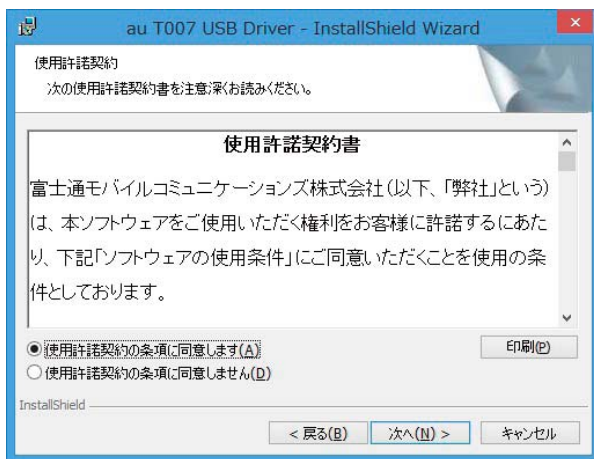 au T007 USB Driver - InstallShield Wizard
使用許諾契約
次の使用許諾契約書を注意深くお読みください。
使用許諾契約書
富士通モバイルコミュニケーションズ株式会社(以下、「弊社」という)
は、本ソフトウェアをご使用いただく権利をお客様に許諾するにあた
り、下記「ソフトウェアの使用条件」にご同意いただくことを使用の条
件としております。
使用許諾契約の条項に同意します(A)
印刷(P)
使用許諾契約の条項に同意しません(D)
InstallShield
< 戻る(B)
次へ(N) >
キャンセル